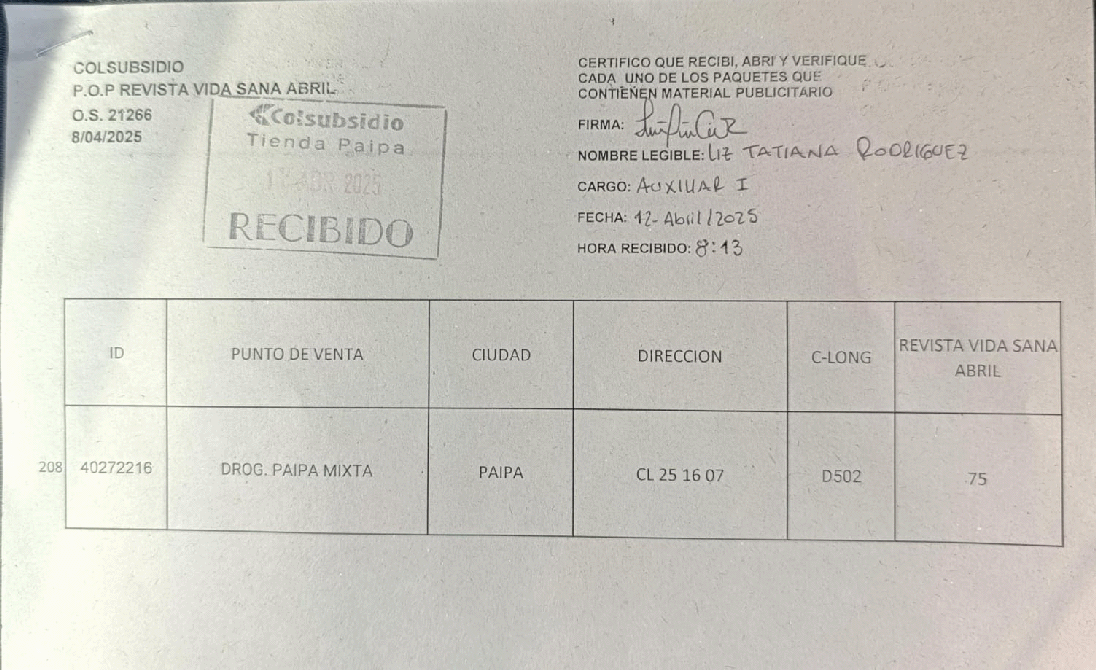 COLSUBSIDIO
P.O.P REVISTA VIDA SANA ABRIL
O.S. 21266
8/04/2025
Colsubsidio
Tienda Paipa
ABR 2025
RECIBIDO
CERTIFICO QUE RECIBI, ABRI Y VERIFIQUE
CADA UNO DE LOS PAQUETES QUE
CONTIENEN MATERIAL PUBLICITARIO
FIRMA:
NOMBRE LEGIBLE: LIZ TATIANA RODRIGUEZ
CARGO: AUXILIAR I
FECHA: 12-Abril/2025
HORA RECIBIDO: 8:13
ID PUNTO DE VENTA CIUDAD DIRECCION C-LONG REVISTA VIDA SANA
ABRIL
208 40272216 DROG. PAIPA MIXTA PAIPA CL 25 16 07 D502 75